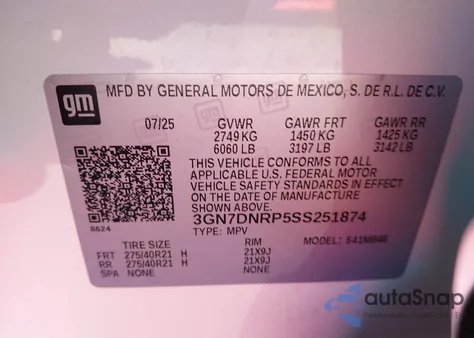 gm
MFD BY GENERAL MOTORS DE MEXICO, S. DE R.L. DE C.V.
07/25 GVWR GAWR FRT GAWR RR
2749 KG 1450 KG 1425 KG
6060 LB 3197 LB 3142 LB
THIS VEHICLE CONFORMS TO ALL
APPLICABLE U.S. FEDERAL MOTOR
VEHICLE SAFETY STANDARDS IN EFFECT
ON THE DATE OF MANUFACTURE
SHOWN ABOVE.
3GN7DNRP5SS251874
8624 TYPE: MPV
TIRE SIZE RIM MODEL:
FRT 275/40R21 H 21X9J
RR 275/40R21 H 21X9J
SPA NONE NONE
autaSnap